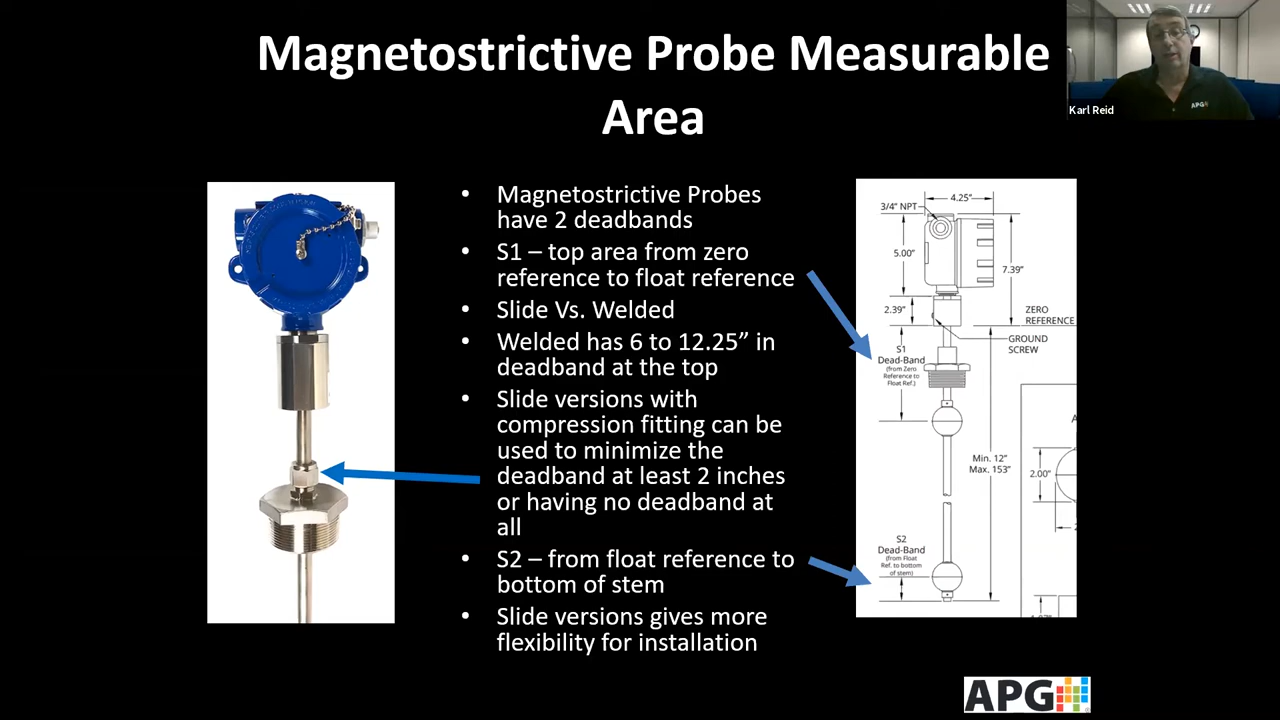 Magnetostrictive Probe Measurable
Area
APG
Karl Reid
• Magnetostrictive Probes
have 2 deadbands
• S1 – top area from zero
reference to float reference
• Slide Vs. Welded
• Welded has 6 to 12.25” in
deadband at the top
• Slide versions with
compression fitting can be
used to minimize the
deadband at least 2 inches
or having no deadband at
all
• S2 – from float reference to
bottom of stem
• Slide versions gives more
flexibility for installation
4.25"
3/4" NPT
5.00"
7.39"
2.39"
ZERO
REFERENCE
GROUND
SCREW
S1
Dead-Band
(from Zero
Reference to
Float Ref.)
Min. 12"
Max. 153"
2.00"
S2
Dead-Band
(from Float
Ref. to bottom
of stem)
APG